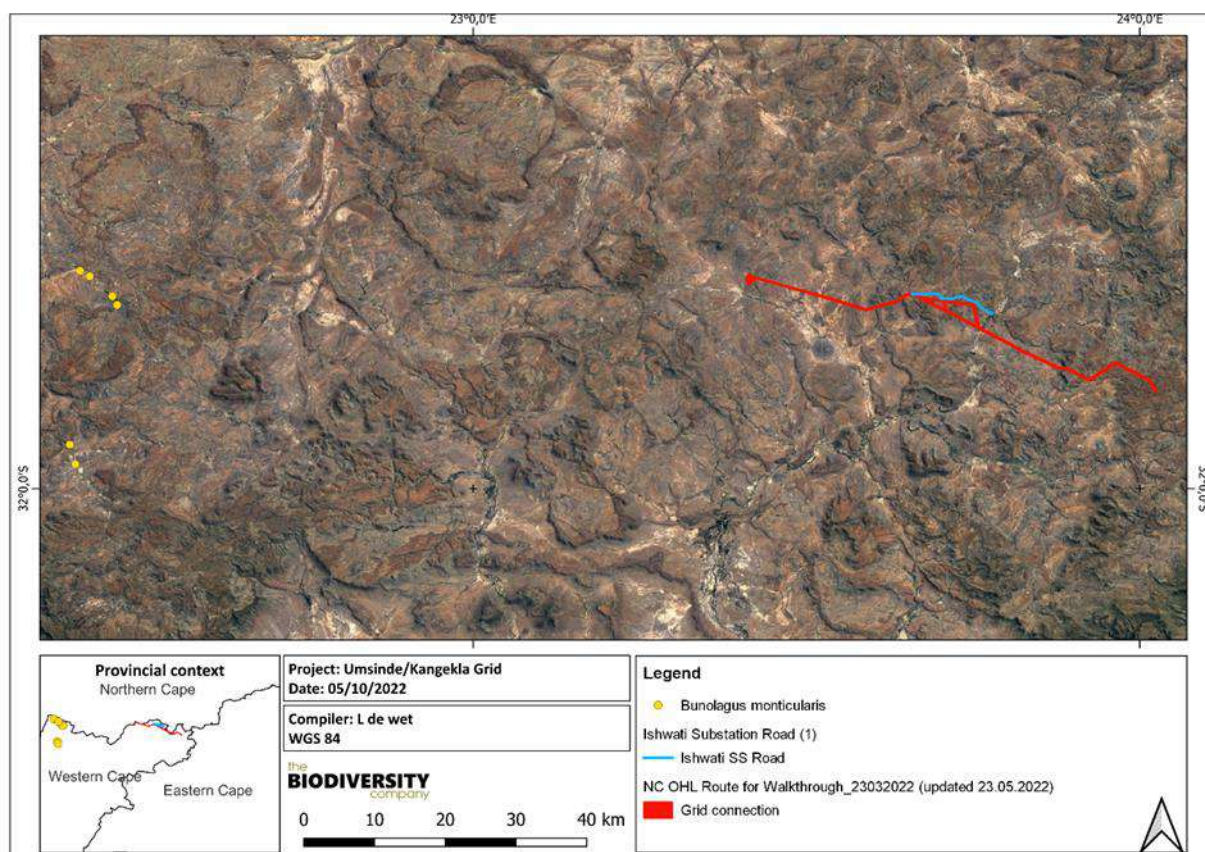 23°0,0'E
24°0,0'E
32°0,0'S
32°0,0'S
Provincial context
Northern Cape
Western Cape
Eastern Cape
Project: Umsinde/Kangekla Grid
Date: 05/10/2022
Compiler: L de wet
WGS 84
the
BIODIVERSITY
company
0 10 20 30 40 km
Legend
Bunolagus monticularis
Ishwati Substation Road (1)
Ishwati SS Road
NC OHL Route for Walkthrough_23032022 (updated 23.05.2022)
Grid connection